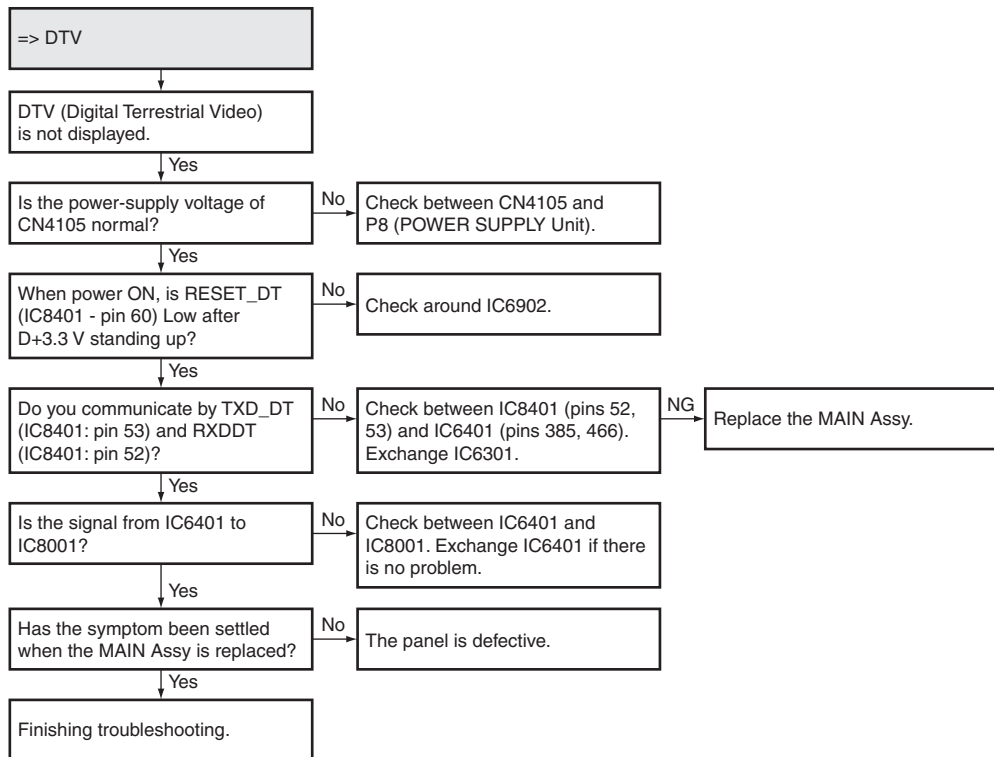 => DTV
DTV (Digital Terrestrial Video)
is not displayed.
Yes
Is the power-supply voltage of
CN4105 normal?
No
Check between CN4105 and
P8 (POWER SUPPLY Unit).
Yes
When power ON, is RESET_DT
(IC8401 - pin 60) Low after
D+3.3 V standing up?
No
Check around IC6902.
Yes
Do you communicate by TXD_DT
(IC8401: pin 53) and RXDDT
(IC8401: pin 52)?
No
Check between IC8401 (pins 52,
53) and IC6401 (pins 385, 466).
Exchange IC6301.
NG
Replace the MAIN Assy.
Yes
Is the signal from IC6401 to
IC8001?
No
Check between IC6401 and
IC8001. Exchange IC6401 if there
is no problem.
Yes
Has the symptom been settled
when the MAIN Assy is replaced?
No
The panel is defective.
Yes
Finishing troubleshooting.